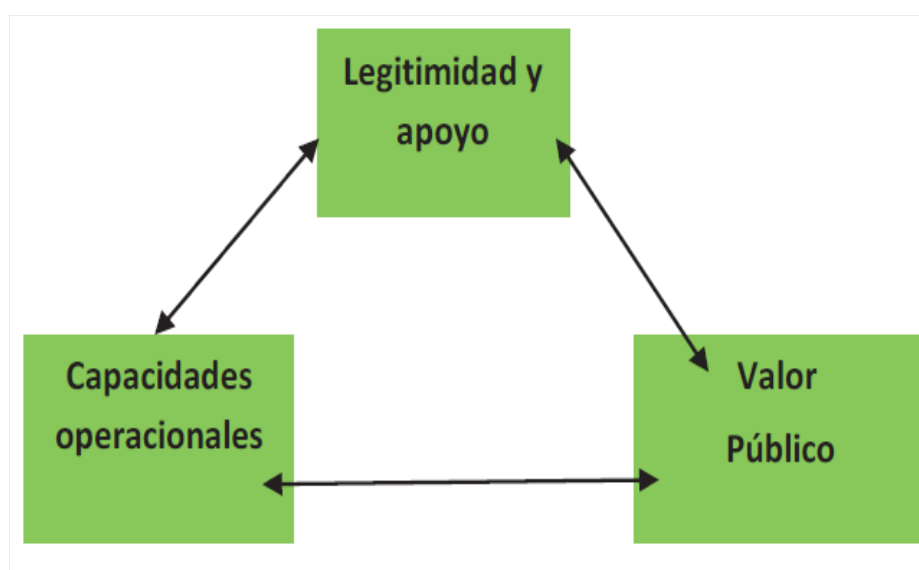 Legitimidad y
apoyo
Capacidades
operacionales
Valor
Público